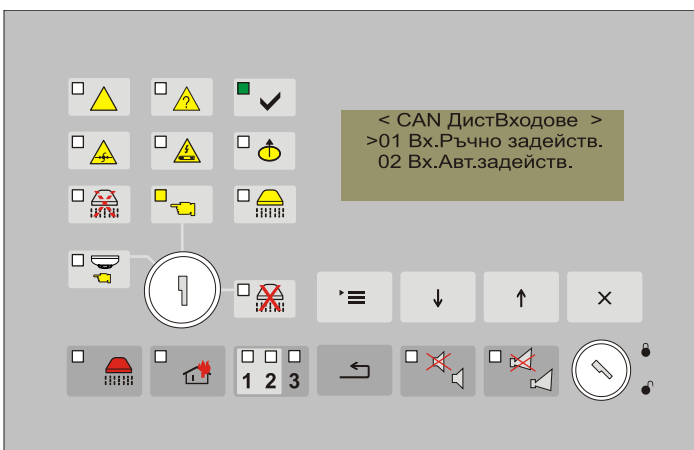 < CAN ДистВходове >
>01 Вх.Ръчно задейств.
02 Вх.Авт.задейств.
?
1 2 3